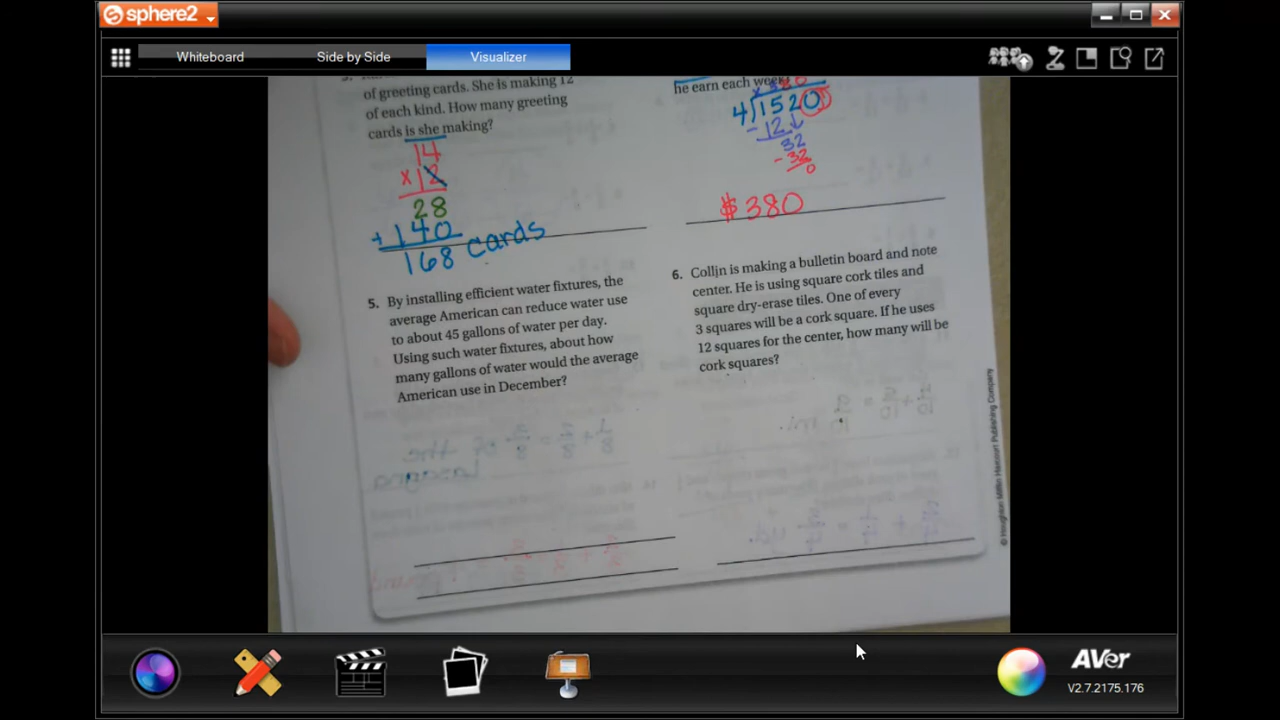 sphere2
Whiteboard
Side by Side
Visualizer
of greeting cards. She is making 12
of each kind. How many greeting
cards is she making?
14
x 12
28
+ 140
168 cards
he earn each week
x 380
4)1520
- 12
32
- 32
0
$380
5. By installing efficient water fixtures, the
average American can reduce water use
to about 45 gallons of water per day.
Using such water fixtures, about how
many gallons of water would the average
American use in December?
6. Collin is making a bulletin board and note
center. He is using square cork tiles and
square dry-erase tiles. One of every
3 squares will be a cork square. If he uses
12 squares for the center, how many will be
cork squares?
© Houghton Mifflin Harcourt Publishing Company
AVer
V2.7.2175.176